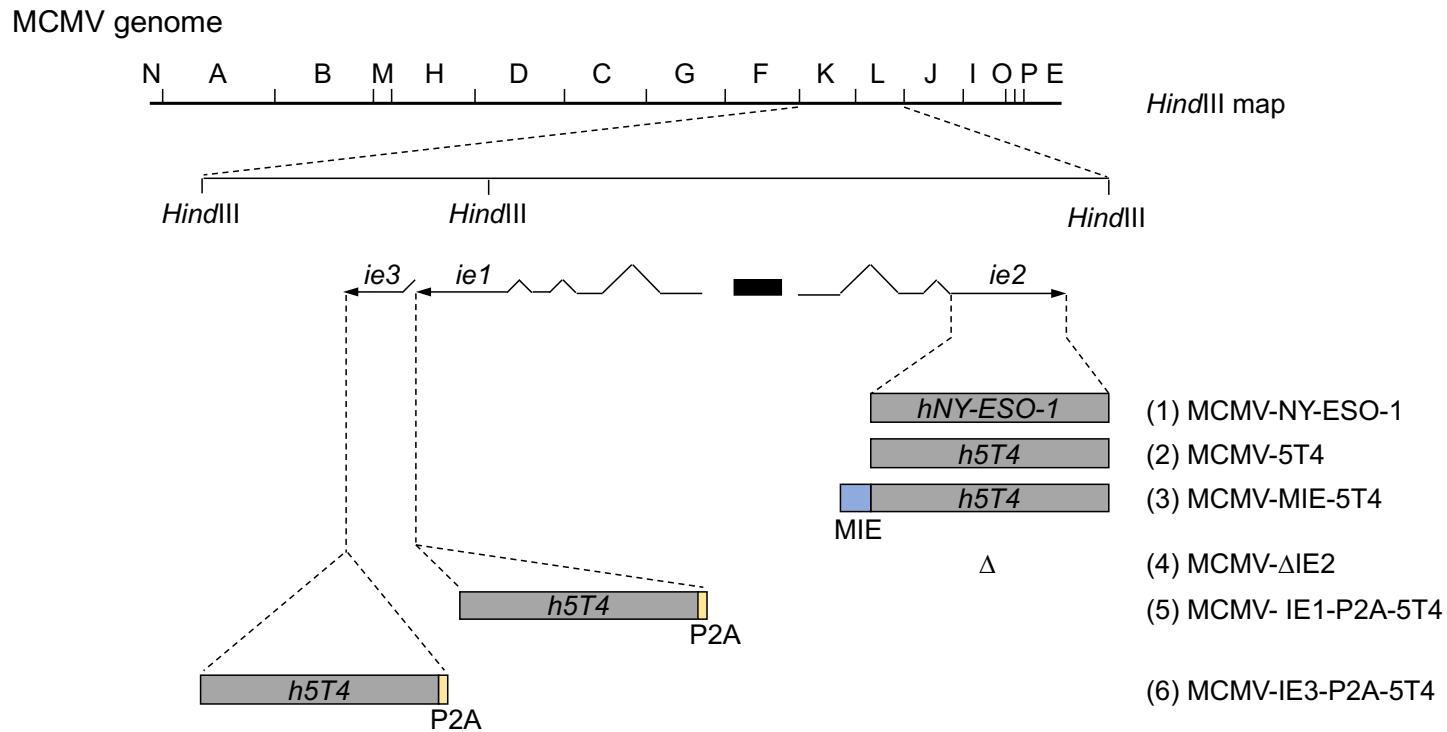 MCMV genome
N A B M H D C G F K L J I O P E
HindIII map
HindIII HindIII HindIII
ie3 ie1 ie2
hNY-ESO-1 (1) MCMV-NY-ESO-1
h5T4 (2) MCMV-5T4
h5T4 (3) MCMV-MIE-5T4
MIE
Δ (4) MCMV-ΔIE2
h5T4 (5) MCMV- IE1-P2A-5T4
P2A
h5T4 (6) MCMV-IE3-P2A-5T4
P2A